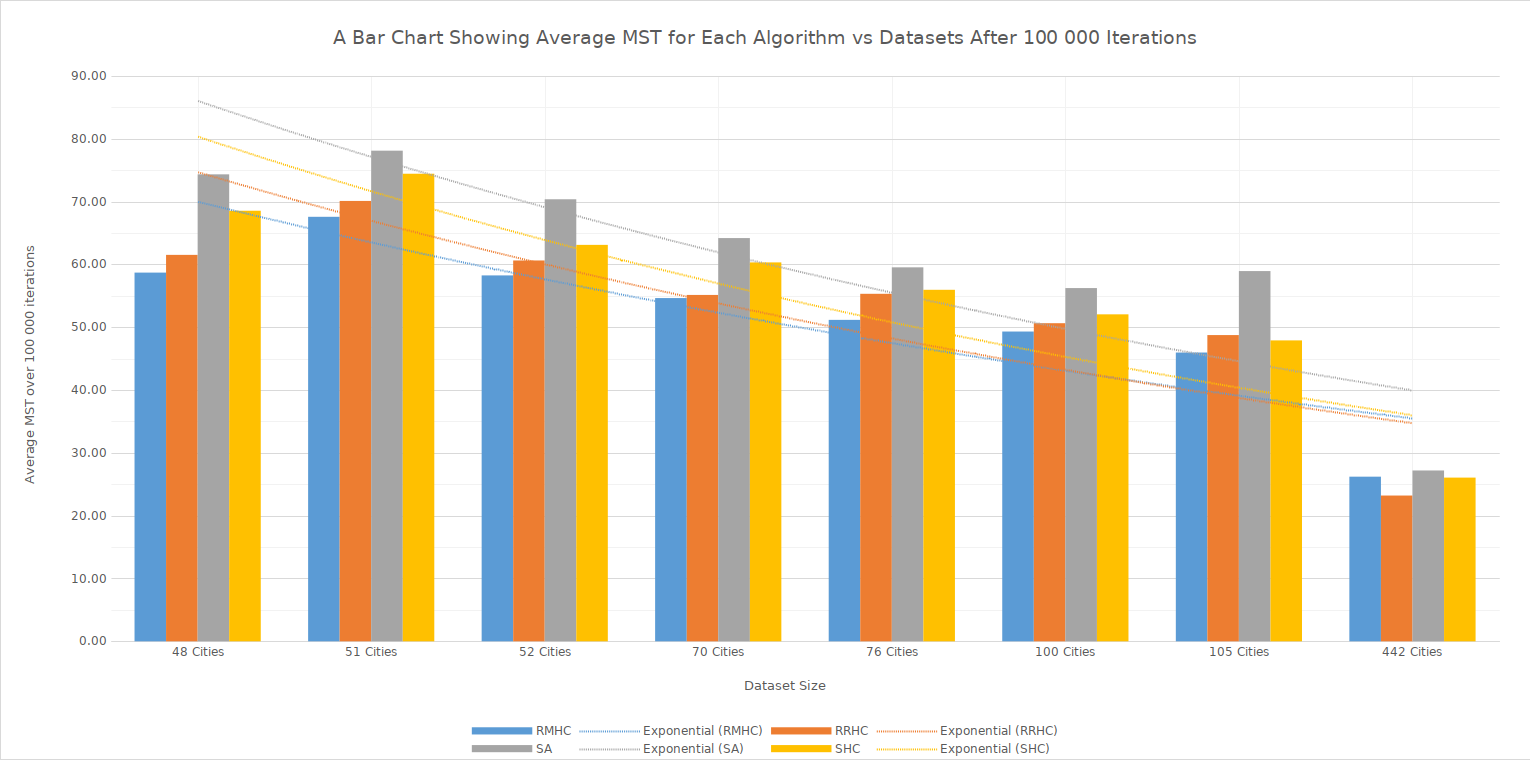 A Bar Chart Showing Average MST for Each Algorithm vs Datasets After 100 000 Iterations
Average MST over 100 000 iterations
90.00
80.00
70.00
60.00
50.00
40.00
30.00
20.00
10.00
0.00
48 Cities 51 Cities 52 Cities 70 Cities 76 Cities 100 Cities 105 Cities 442 Cities
Dataset Size
RMHC Exponential (RMHC) RRHC Exponential (RRHC)
SA Exponential (SA) SHC Exponential (SHC)